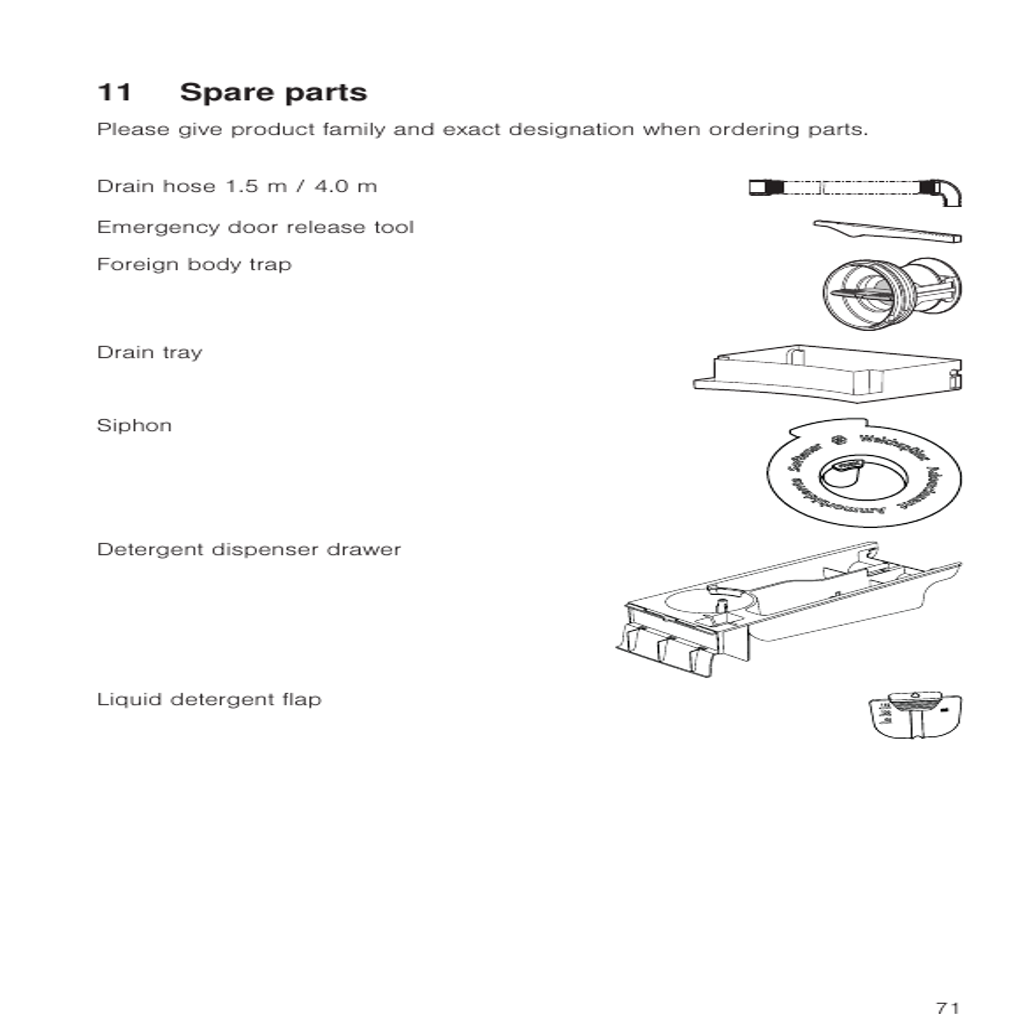 11 Spare parts
Please give product family and exact designation when ordering parts.
Drain hose 1.5 m / 4.0 m
Emergency door release tool
Foreign body trap
Drain tray
Siphon
Softener Weichspüler Adoucissant Ammorbidente
Detergent dispenser drawer
Liquid detergent flap
71